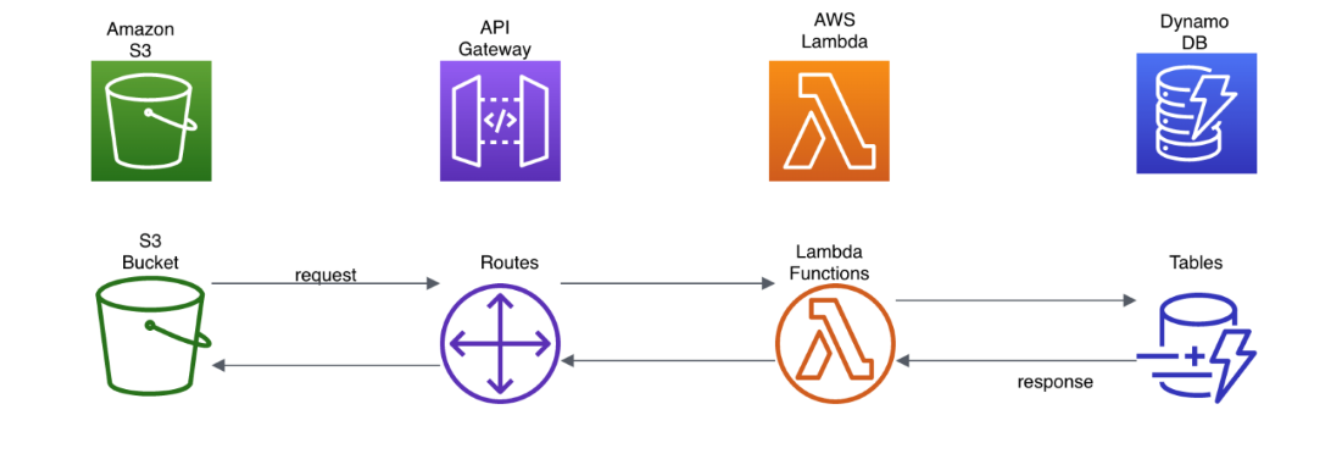 Amazon
S3
API
Gateway
AWS
Lambda
Dynamo
DB
</>
S3
Bucket
request
Routes
Lambda
Functions
Tables
response